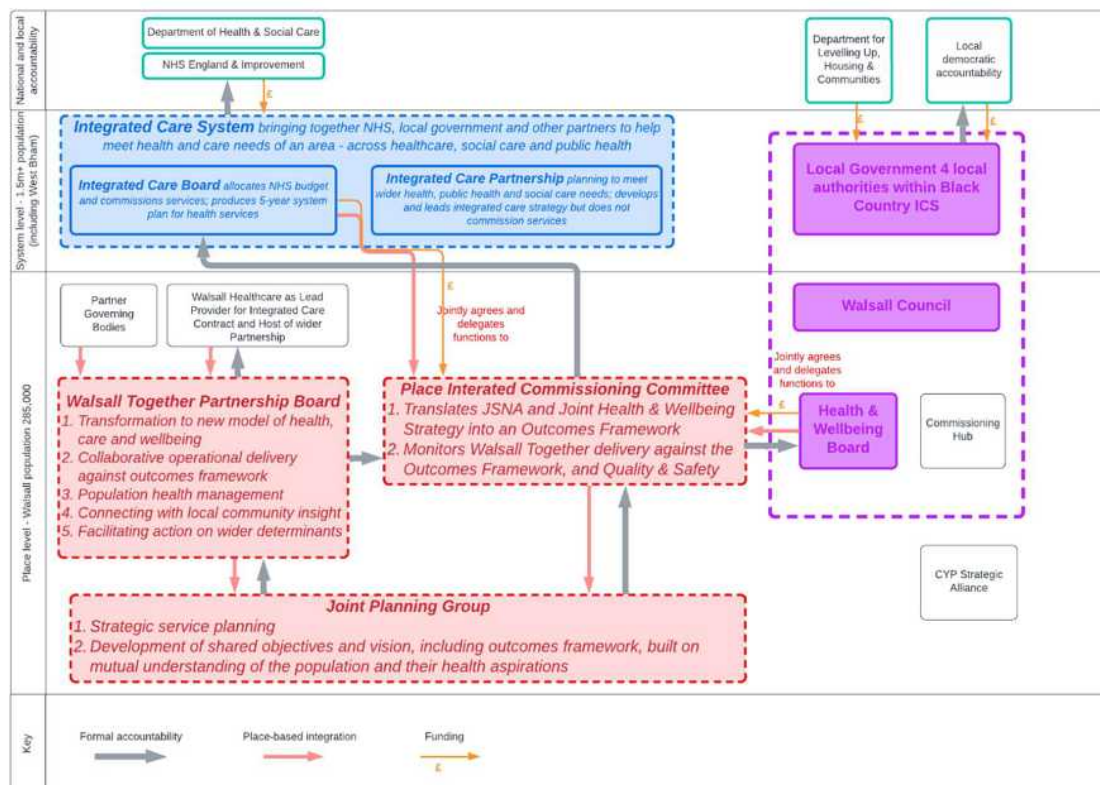 National and local
accountability
Department of Health & Social Care
NHS England & Improvement
£
Department for
Levelling Up,
Housing &
Communities
Local
democratic
accountability
£
£
System level - 1.5m+ population
(including West Bham)
Integrated Care System bringing together NHS, local government and other partners to help
meet health and care needs of an area - across healthcare, social care and public health
Integrated Care Board allocates NHS budget
and commissions services; produces 5-year system
plan for health services
Integrated Care Partnership planning to meet
wider health, public health and social care needs; develops
and leads integrated care strategy but does not
commission services
Local Government 4 local
authorities within Black
Country ICS
Place level - Walsall population 285,000
Partner
Governing
Bodies
Walsall Healthcare as Lead
Provider for Integrated Care
Contract and Host of wider
Partnership
£
Jointly agrees and
delegates
functions to
Walsall Council
Jointly agrees
and delegates
functions to
£
Walsall Together Partnership Board
1. Transformation to new model of health,
care and wellbeing
2. Collaborative operational delivery
against outcomes framework
3. Population health management
4. Connecting with local community insight
5. Facilitating action on wider determinants
Place Interated Commissioning Committee
1. Translates JSNA and Joint Health & Wellbeing
Strategy into an Outcomes Framework
2. Monitors Walsall Together delivery against the
Outcomes Framework, and Quality & Safety
Health &
Wellbeing
Board
Commissioning
Hub
CYP Strategic
Alliance
Joint Planning Group
1. Strategic service planning
2. Development of shared objectives and vision, including outcomes framework, built on
mutual understanding of the population and their health aspirations
Key
Formal accountability
Place-based integration
Funding
£